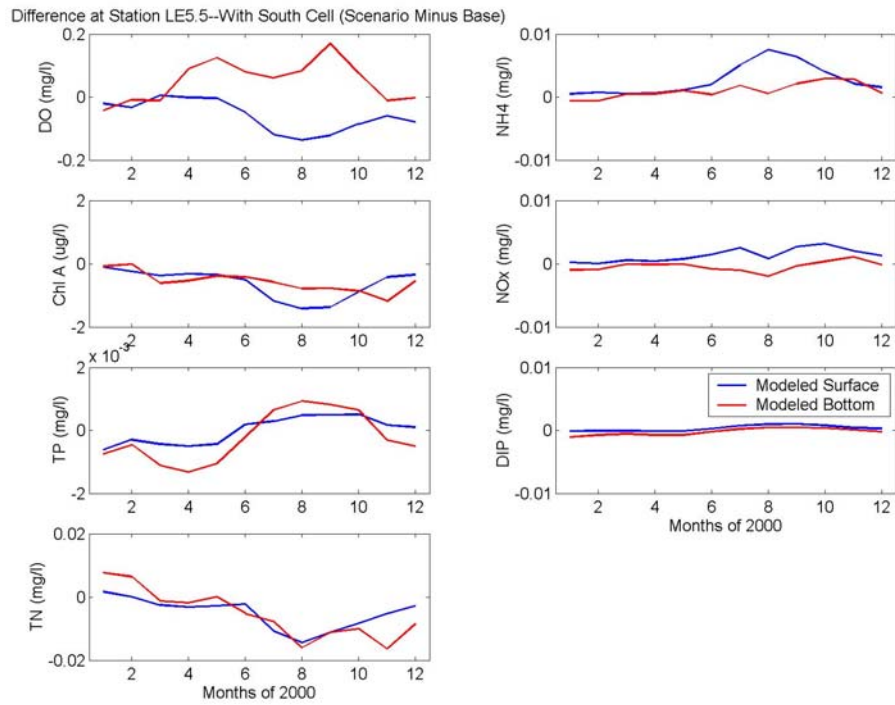 Difference at Station LE5.5--With South Cell (Scenario Minus Base)
0.2
0
-0.2
DO (mg/l)
2 4 6 8 10 12
2
0
-2
Chl A (ug/l)
2 4 6 8 10 12
x 10-3
2
0
-2
TP (mg/l)
2 4 6 8 10 12
0.02
0
-0.02
TN (mg/l)
2 4 6 8 10 12
Months of 2000
0.01
0
-0.01
NH4 (mg/l)
2 4 6 8 10 12
0.01
0
-0.01
NOx (mg/l)
2 4 6 8 10 12
0.01
0
-0.01
DIP (mg/l)
Modeled Surface
Modeled Bottom
2 4 6 8 10 12
Months of 2000